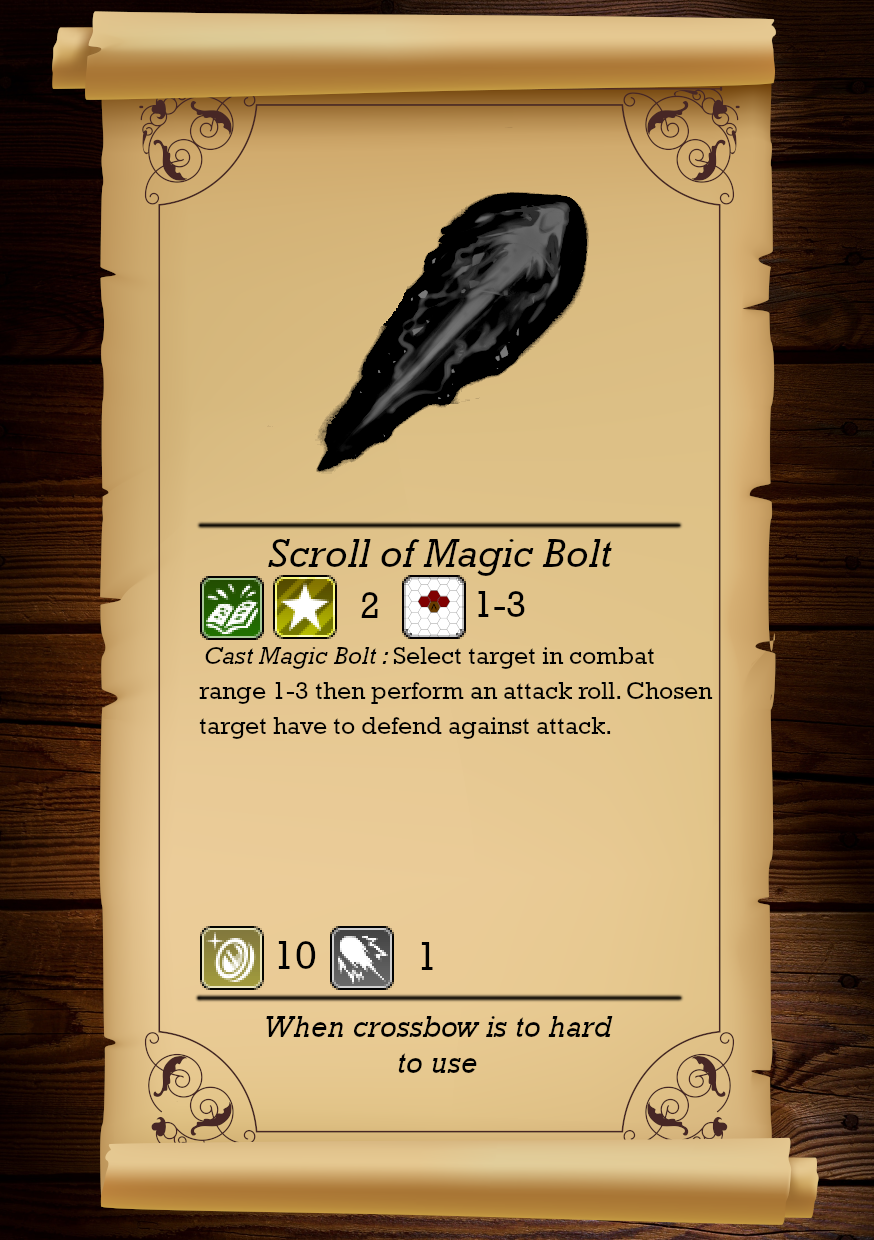 Scroll of Magic Bolt
2 1-3
Cast Magic Bolt : Select target in combat
range 1-3 then perform an attack roll. Chosen
target have to defend against attack.
10 1
When crossbow is to hard
to use